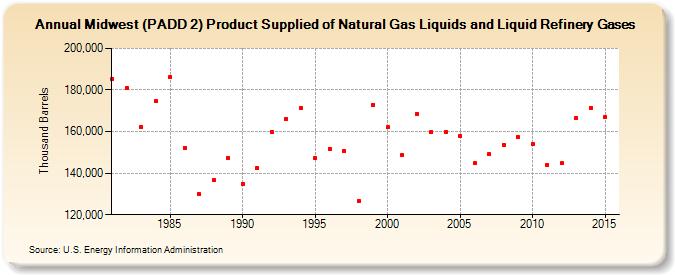 Annual Midwest (PADD 2) Product Supplied of Natural Gas Liquids and Liquid Refinery Gases
Thousand Barrels
200,000
180,000
160,000
140,000
120,000
1985 1990 1995 2000 2005 2010 2015
Source: U.S. Energy Information Administration